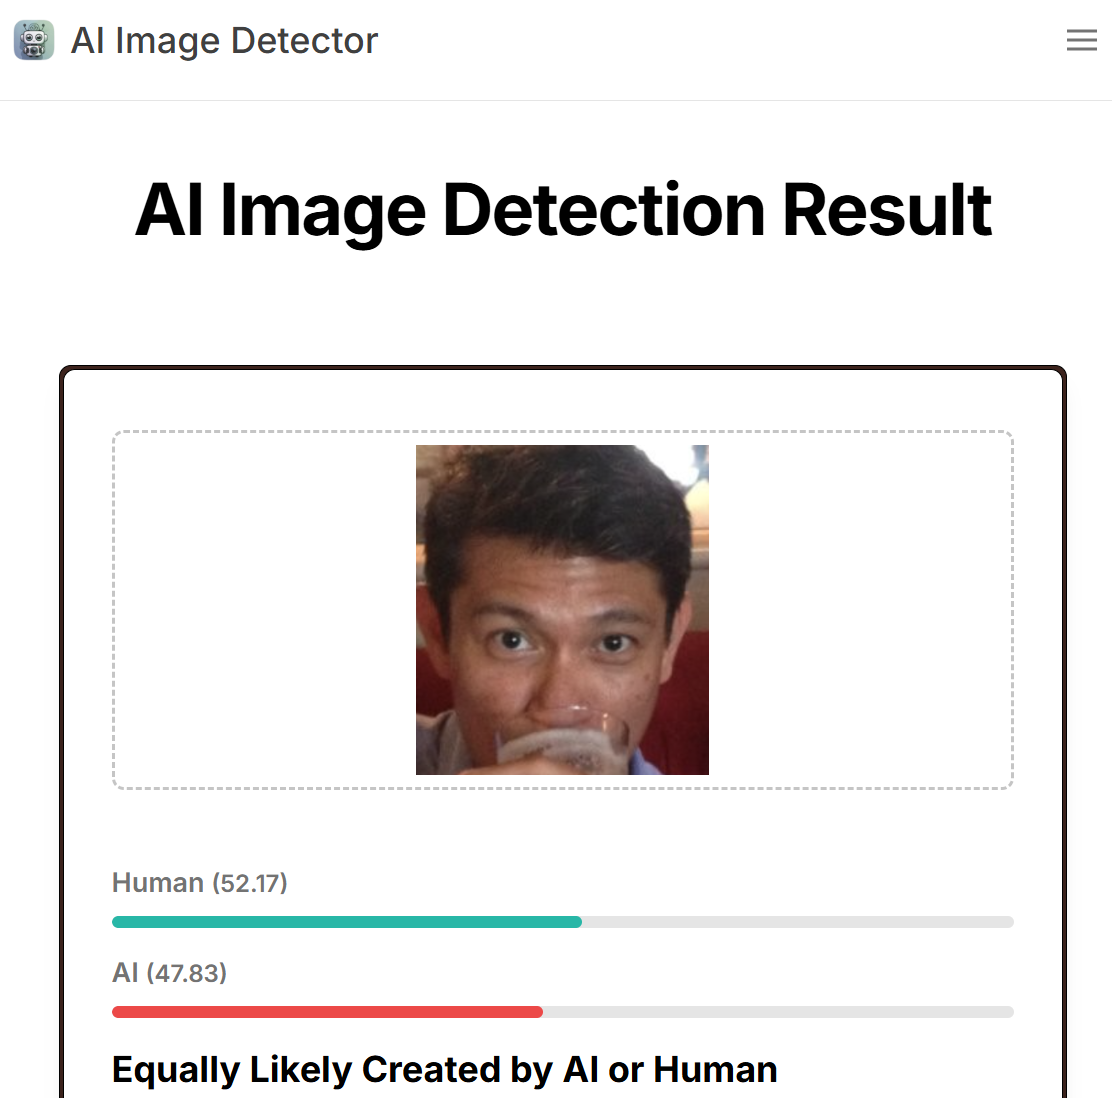 AI Image Detector
AI Image Detection Result
Human (52.17)
AI (47.83)
Equally Likely Created by AI or Human